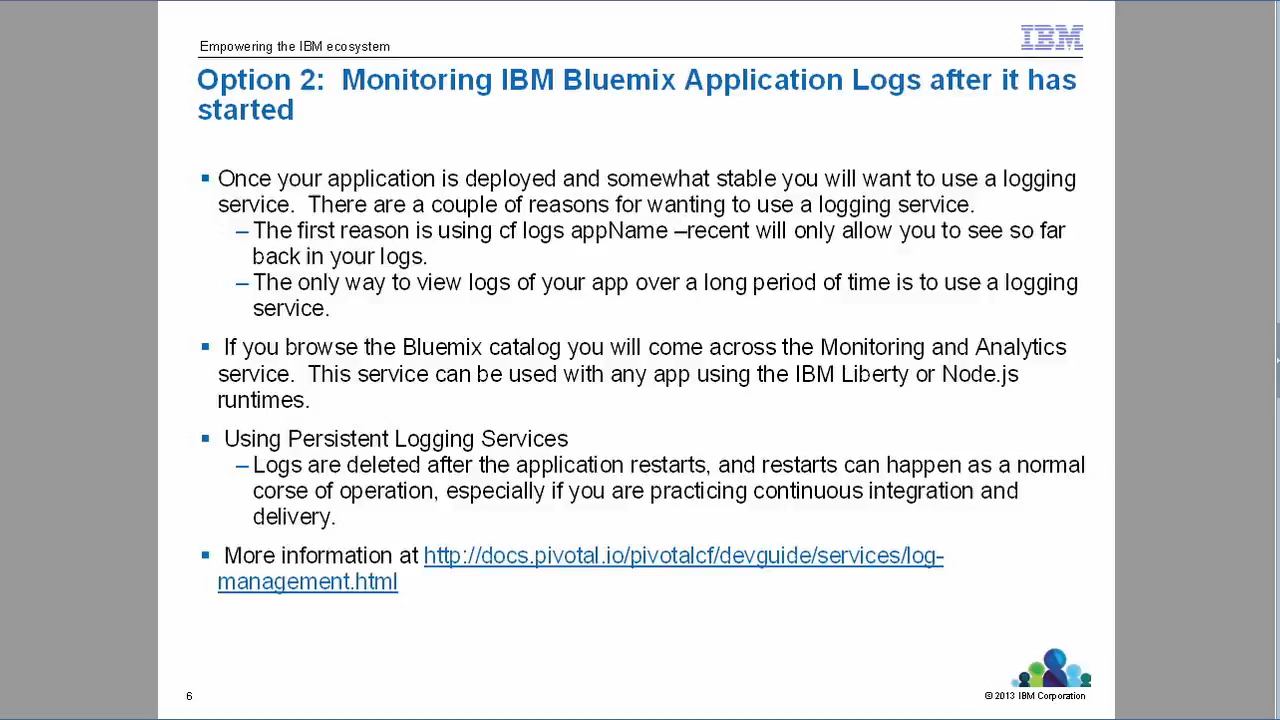 Empowering the IBM ecosystem
IBM
Option 2: Monitoring IBM Bluemix Application Logs after it has
started
▪ Once your application is deployed and somewhat stable you will want to use a logging
service. There are a couple of reasons for wanting to use a logging service.
– The first reason is using cf logs appName –recent will only allow you to see so far
back in your logs.
– The only way to view logs of your app over a long period of time is to use a logging
service.
▪ If you browse the Bluemix catalog you will come across the Monitoring and Analytics
service. This service can be used with any app using the IBM Liberty or Node.js
runtimes.
▪ Using Persistent Logging Services
– Logs are deleted after the application restarts, and restarts can happen as a normal
corse of operation, especially if you are practicing continuous integration and
delivery.
▪ More information at http://docs.pivotal.io/pivotalcf/devguide/services/log-
management.html
6
© 2013 IBM Corporation